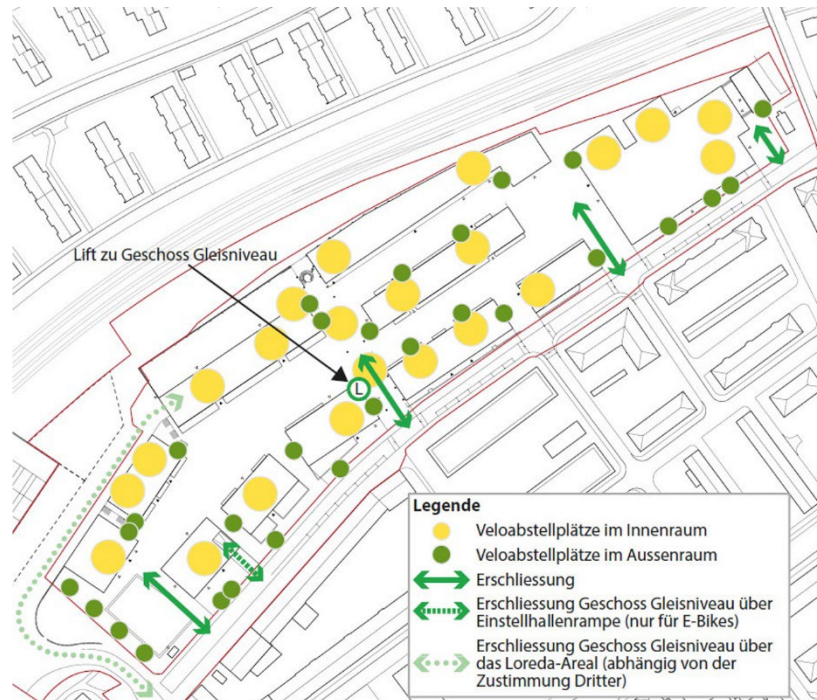 Lift zu Geschoss Gleisniveau
L
Legende
Veloabstellplätze im Innenraum
Veloabstellplätze im Aussenraum
Erschliessung
Erschliessung Geschoss Gleisniveau über
Einstellhallenrampe (nur für E-Bikes)
Erschliessung Geschoss Gleisniveau über
das Loreda-Areal (abhängig von der
Zustimmung Dritter)